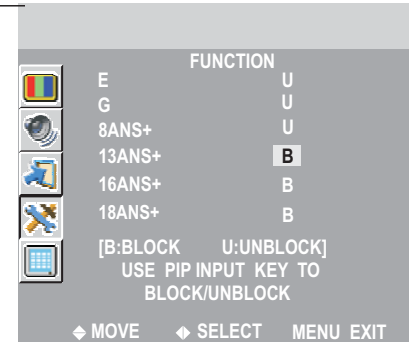 FUNCTION
E U
G U
8ANS+ U
13ANS+ B
16ANS+ B
18ANS+ B
[B:BLOCK U:UNBLOCK]
USE PIP INPUT KEY TO
BLOCK/UNBLOCK
MOVE SELECT MENU EXIT